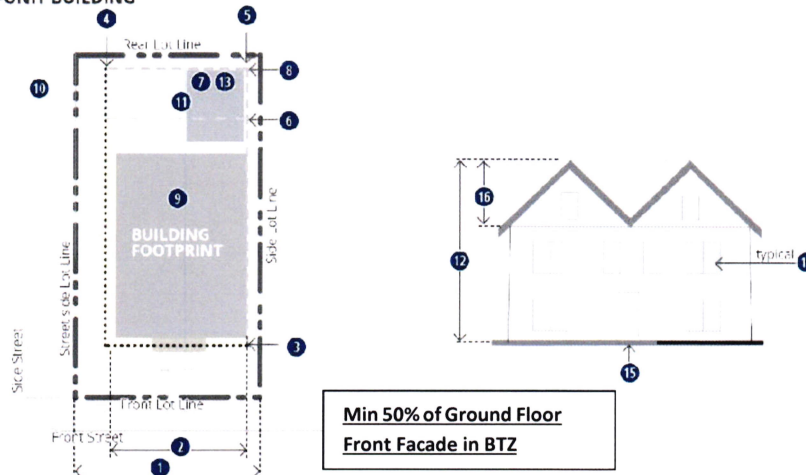 4
5
Rear Lot Line
8
7
13
10
11
6
9
BUILDING
FOOTPRINT
Side Lot Line
Street side Lot Line
Side Street
3
Front Lot Line
Front Street
2
1
16
12
typical
15
Min 50% of Ground Floor
Front Facade in BTZ